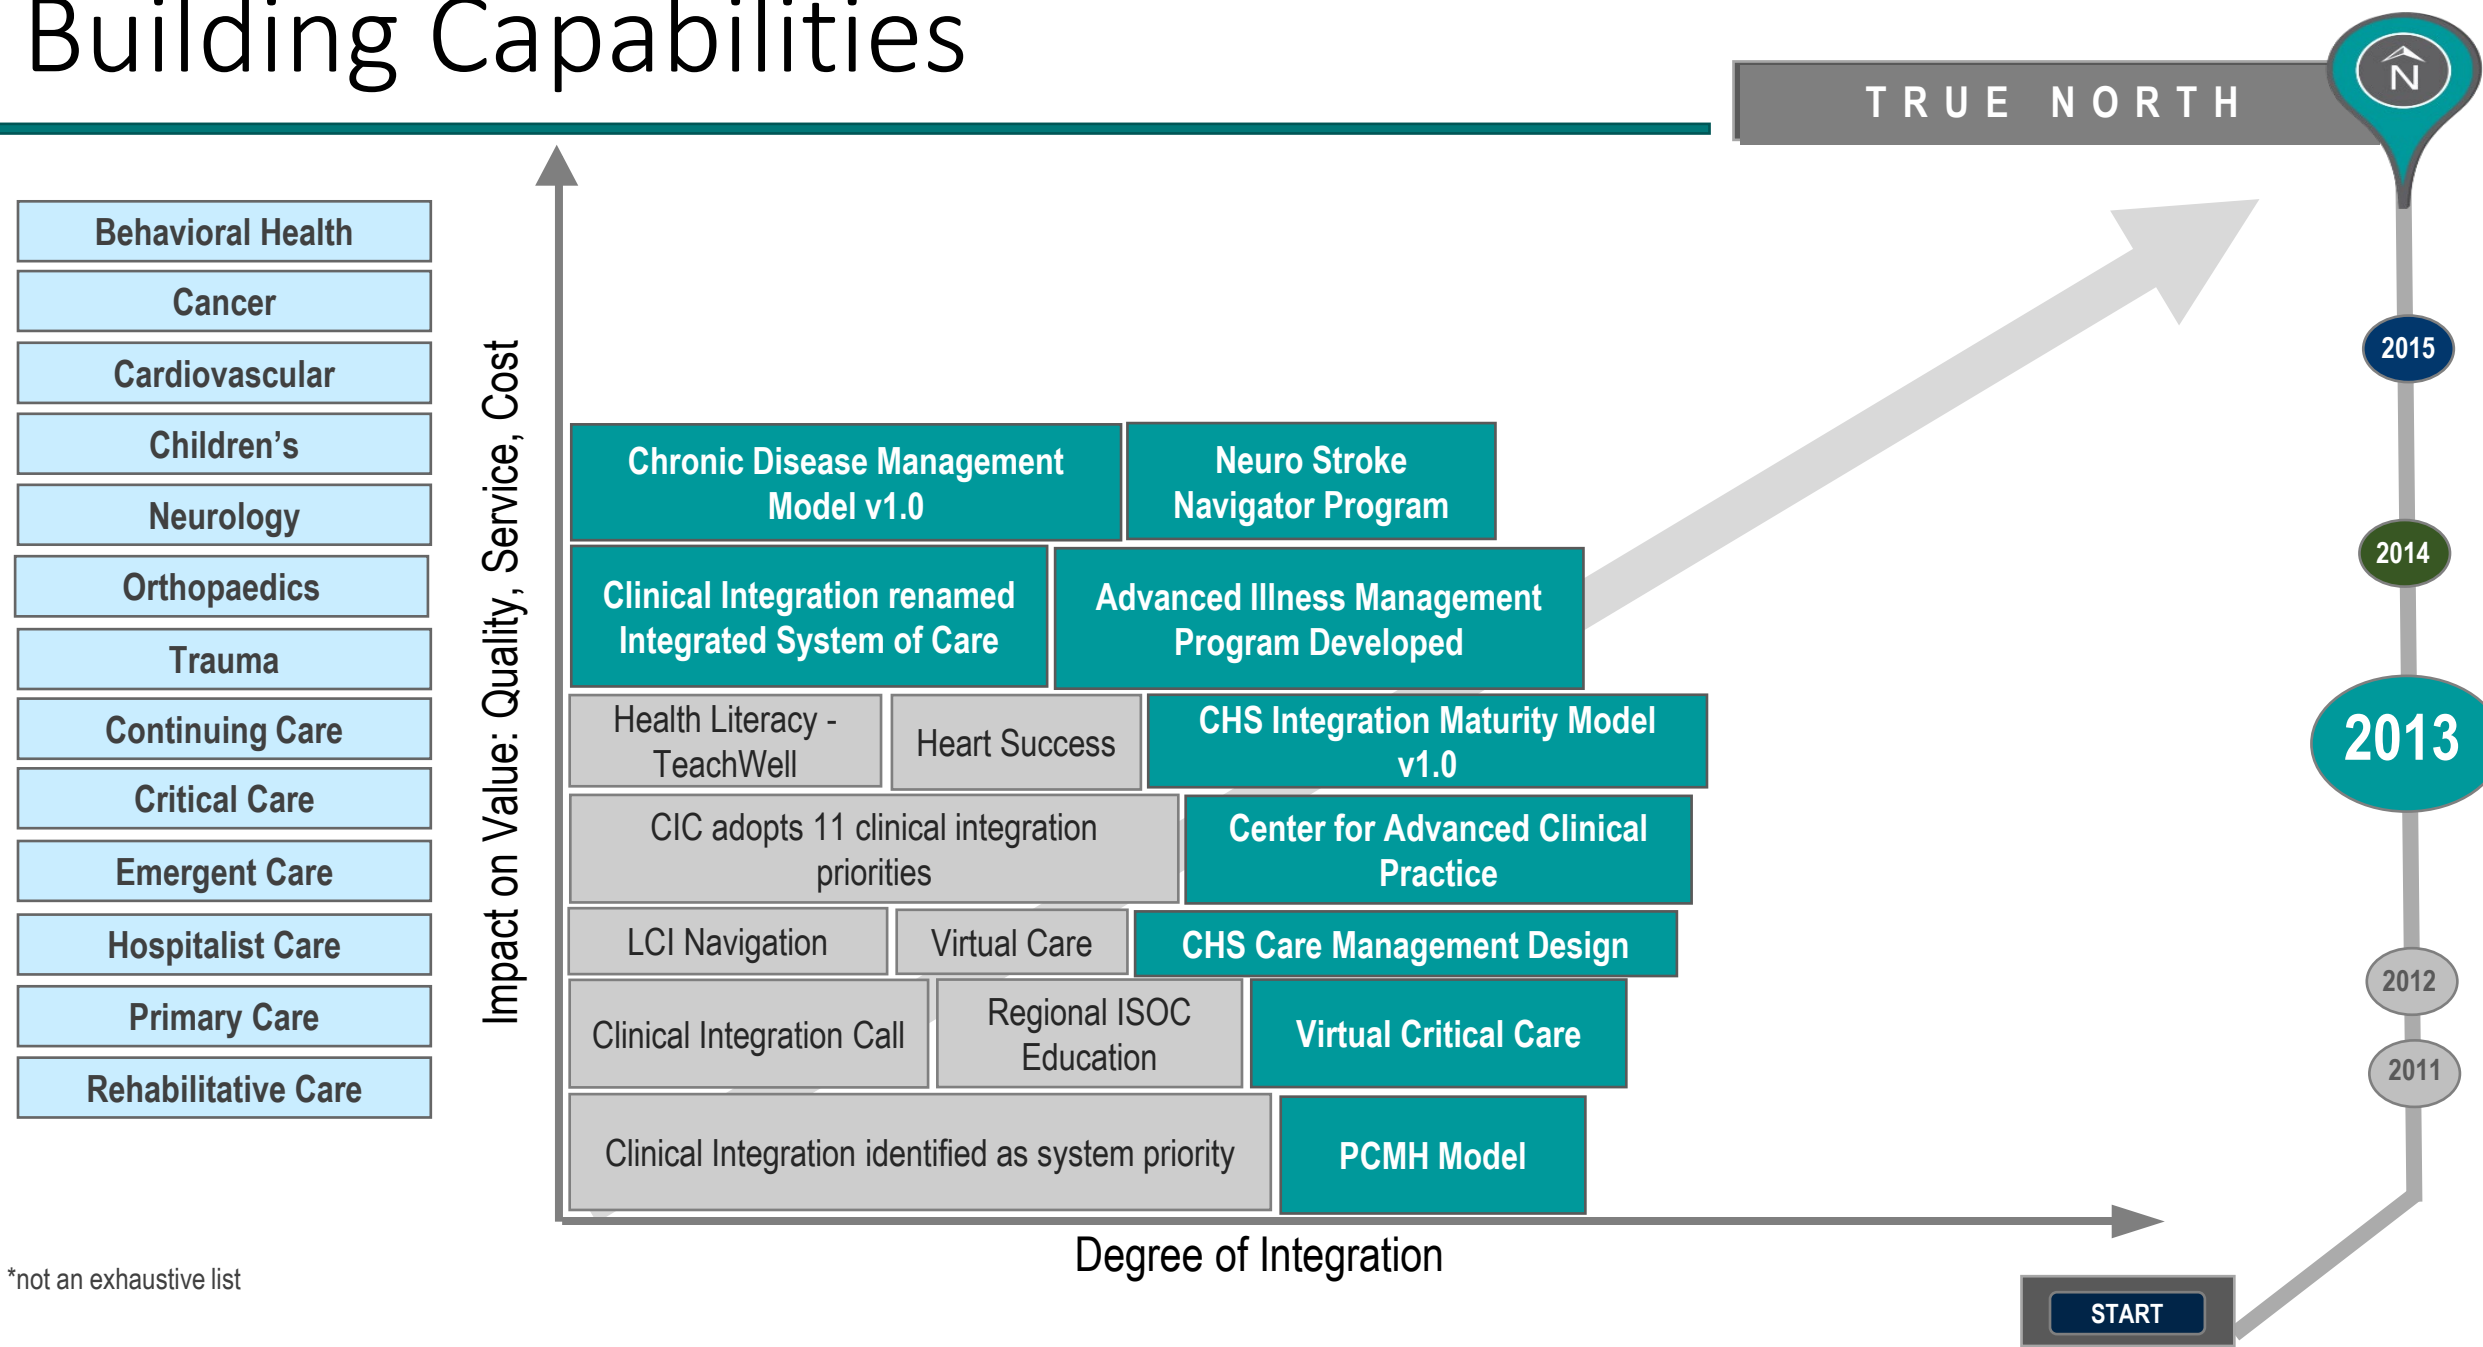 Building Capabilities
TRUE NORTH
N
Behavioral Health
Cancer
Cardiovascular
Children’s
Neurology
Orthopaedics
Trauma
Continuing Care
Critical Care
Emergent Care
Hospitalist Care
Primary Care
Rehabilitative Care
*not an exhaustive list
Impact on Value: Quality, Service, Cost
Chronic Disease Management
Model v1.0
Neuro Stroke
Navigator Program
Clinical Integration renamed
Integrated System of Care
Advanced Illness Management
Program Developed
Health Literacy -
TeachWell
Heart Success
CHS Integration Maturity Model
v1.0
CIC adopts 11 clinical integration
priorities
Center for Advanced Clinical
Practice
LCI Navigation
Virtual Care
CHS Care Management Design
Clinical Integration Call
Regional ISOC
Education
Virtual Critical Care
Clinical Integration identified as system priority
PCMH Model
Degree of Integration
2015
2014
2013
2012
2011
START